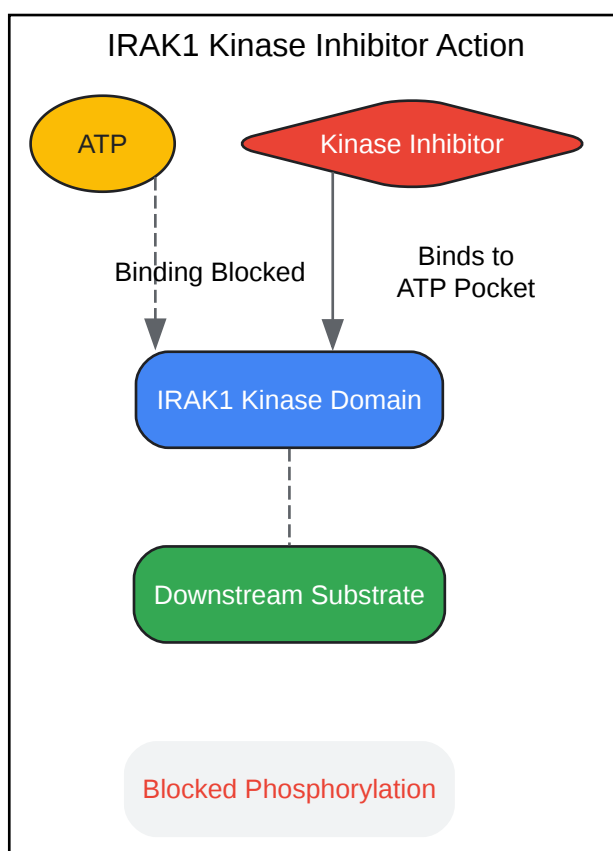 IRAK1 Kinase Inhibitor Action
ATP
Kinase Inhibitor
Binding Blocked
Binds to
ATP Pocket
IRAK1 Kinase Domain
Downstream Substrate
Blocked Phosphorylation